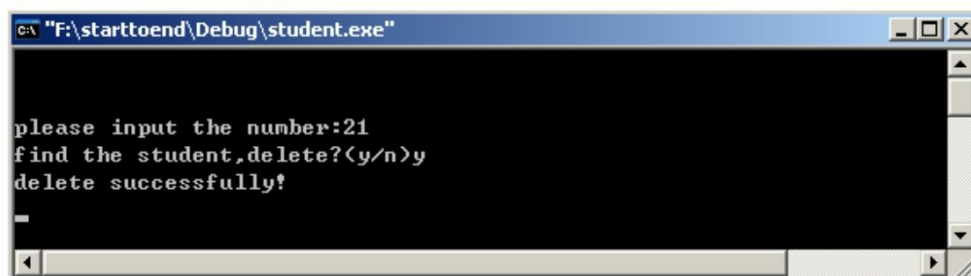 "F:\starttoend\Debug\student.exe"
please input the number:21
find the student,delete?(y/n)y
delete successfully!